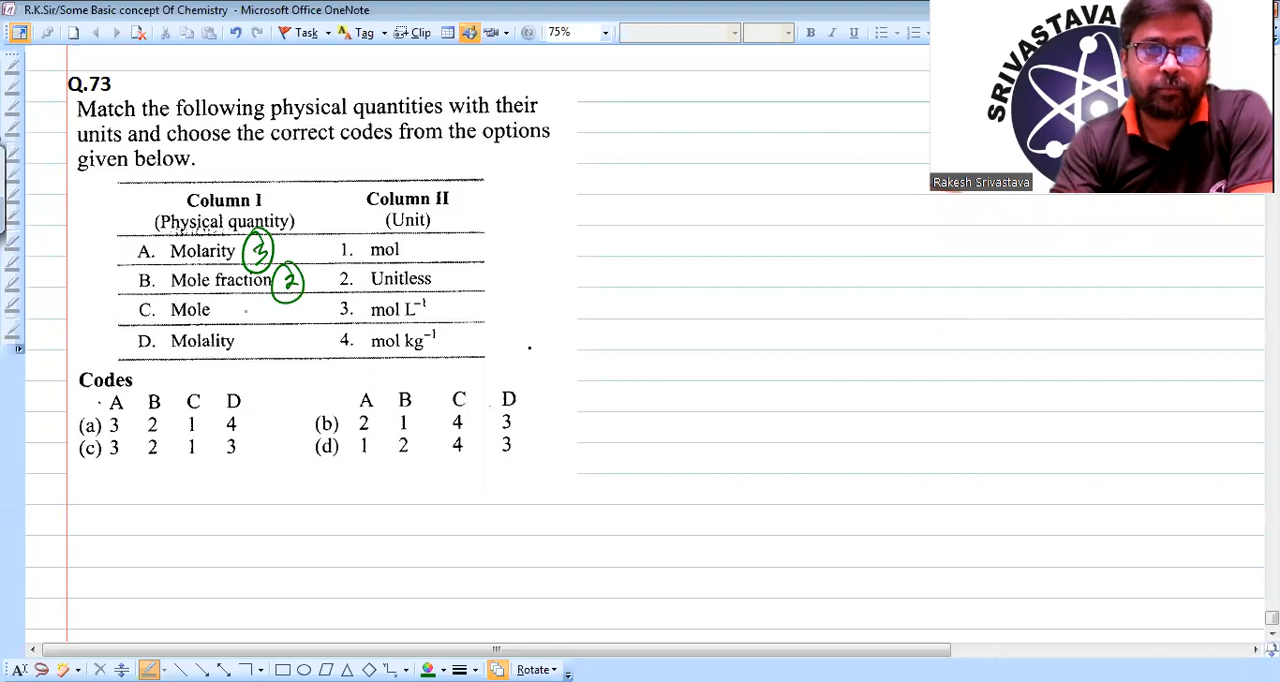 R.K.Sir/Some Basic concept Of Chemistry - Microsoft Office OneNote
Task Tag Clip 75% B I U
SRIVASTAVA
Rakesh Srivastava
Q.73
Match the following physical quantities with their
units and choose the correct codes from the options
given below.
Column I Column II
(Physical quantity) (Unit)
A. Molarity 3 1. mol
B. Mole fraction 2 2. Unitless
C. Mole 3. mol L⁻¹
D. Molality 4. mol kg⁻¹
Codes
A B C D A B C D
(a) 3 2 1 4 (b) 2 1 4 3
(c) 3 2 1 3 (d) 1 2 4 3
Rotate